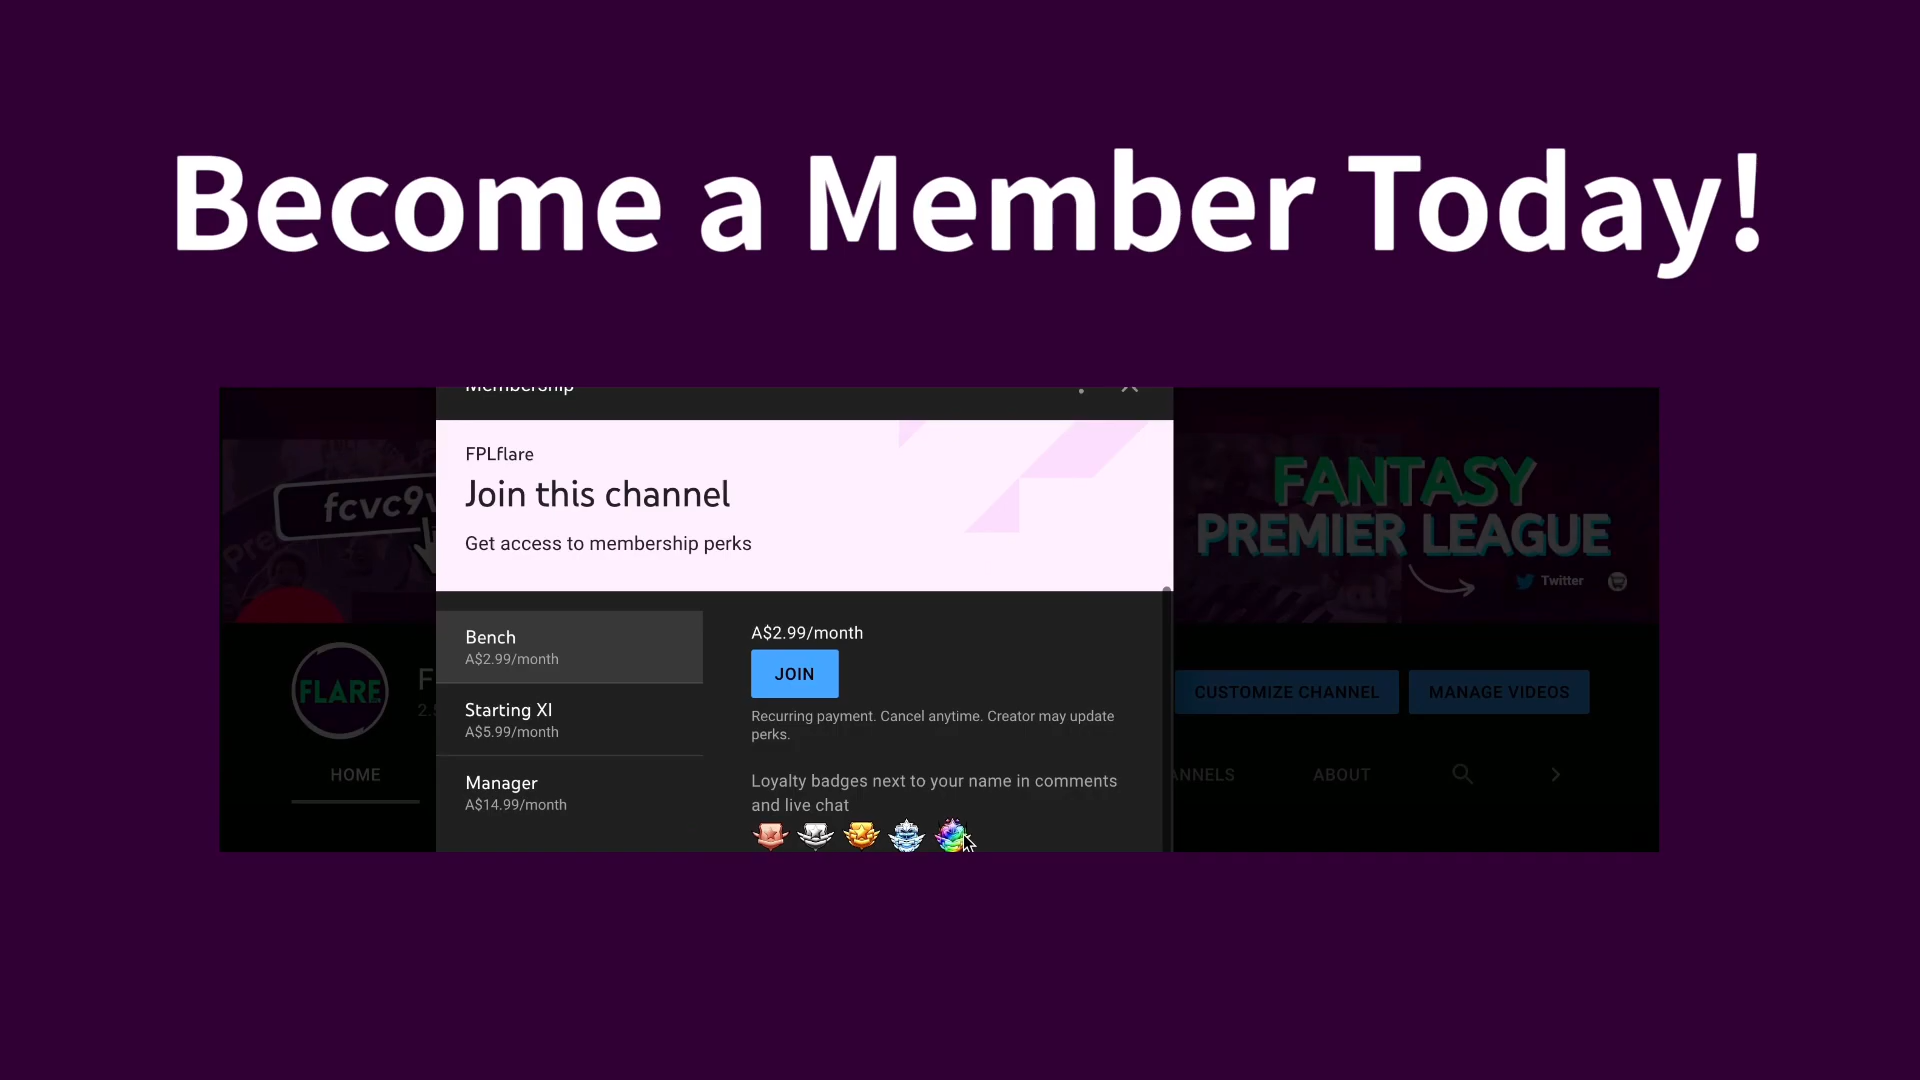 Become a Member Today!
Membership
FPLflare
Join this channel
Get access to membership perks
fcvc9
FANTASY
PREMIER LEAGUE
Twitter
Bench
A$2.99/month
Starting XI
A$5.99/month
Manager
A$14.99/month
A$2.99/month
JOIN
Recurring payment. Cancel anytime. Creator may update
perks.
Loyalty badges next to your name in comments
and live chat
FLARE
CUSTOMIZE CHANNEL
MANAGE VIDEOS
HOME
ABOUT